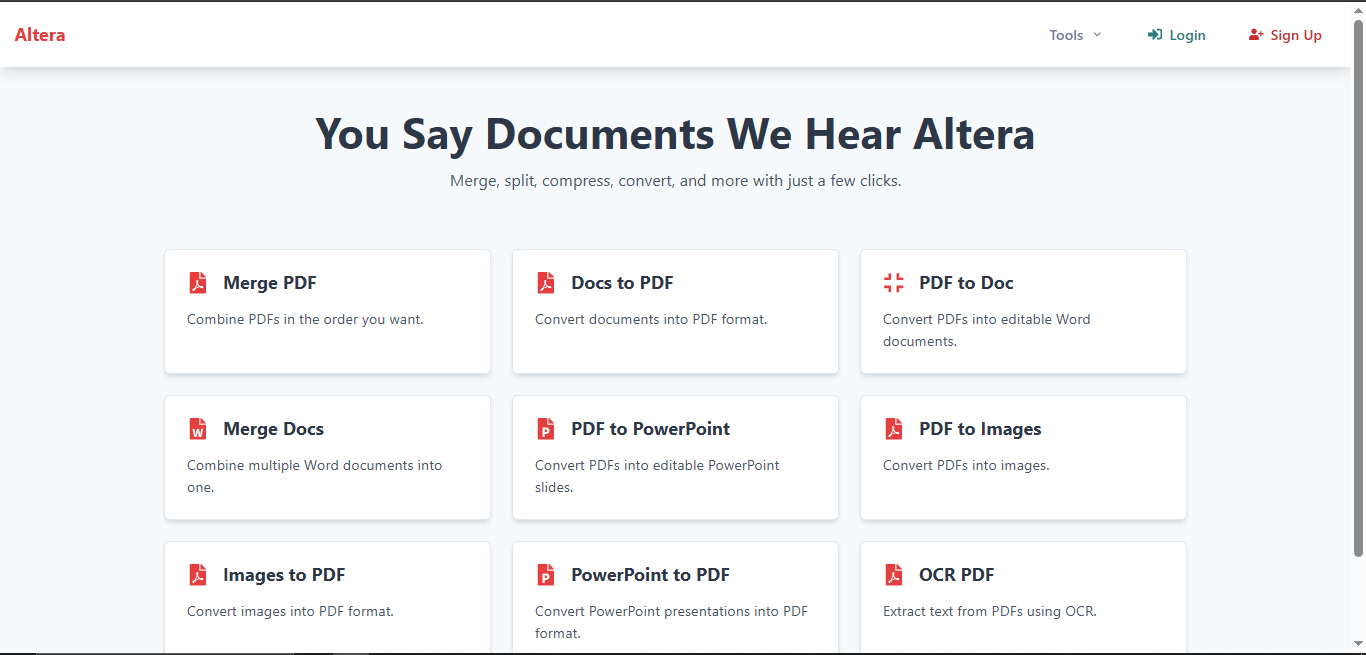 Altera
Tools
Login
Sign Up
You Say Documents We Hear Altera
Merge, split, compress, convert, and more with just a few clicks.
Merge PDF
Combine PDFs in the order you want.
Docs to PDF
Convert documents into PDF format.
PDF to Doc
Convert PDFs into editable Word
documents.
Merge Docs
Combine multiple Word documents into
one.
PDF to PowerPoint
Convert PDFs into editable PowerPoint
slides.
PDF to Images
Convert PDFs into images.
Images to PDF
Convert images into PDF format.
PowerPoint to PDF
Convert PowerPoint presentations into PDF
format.
OCR PDF
Extract text from PDFs using OCR.